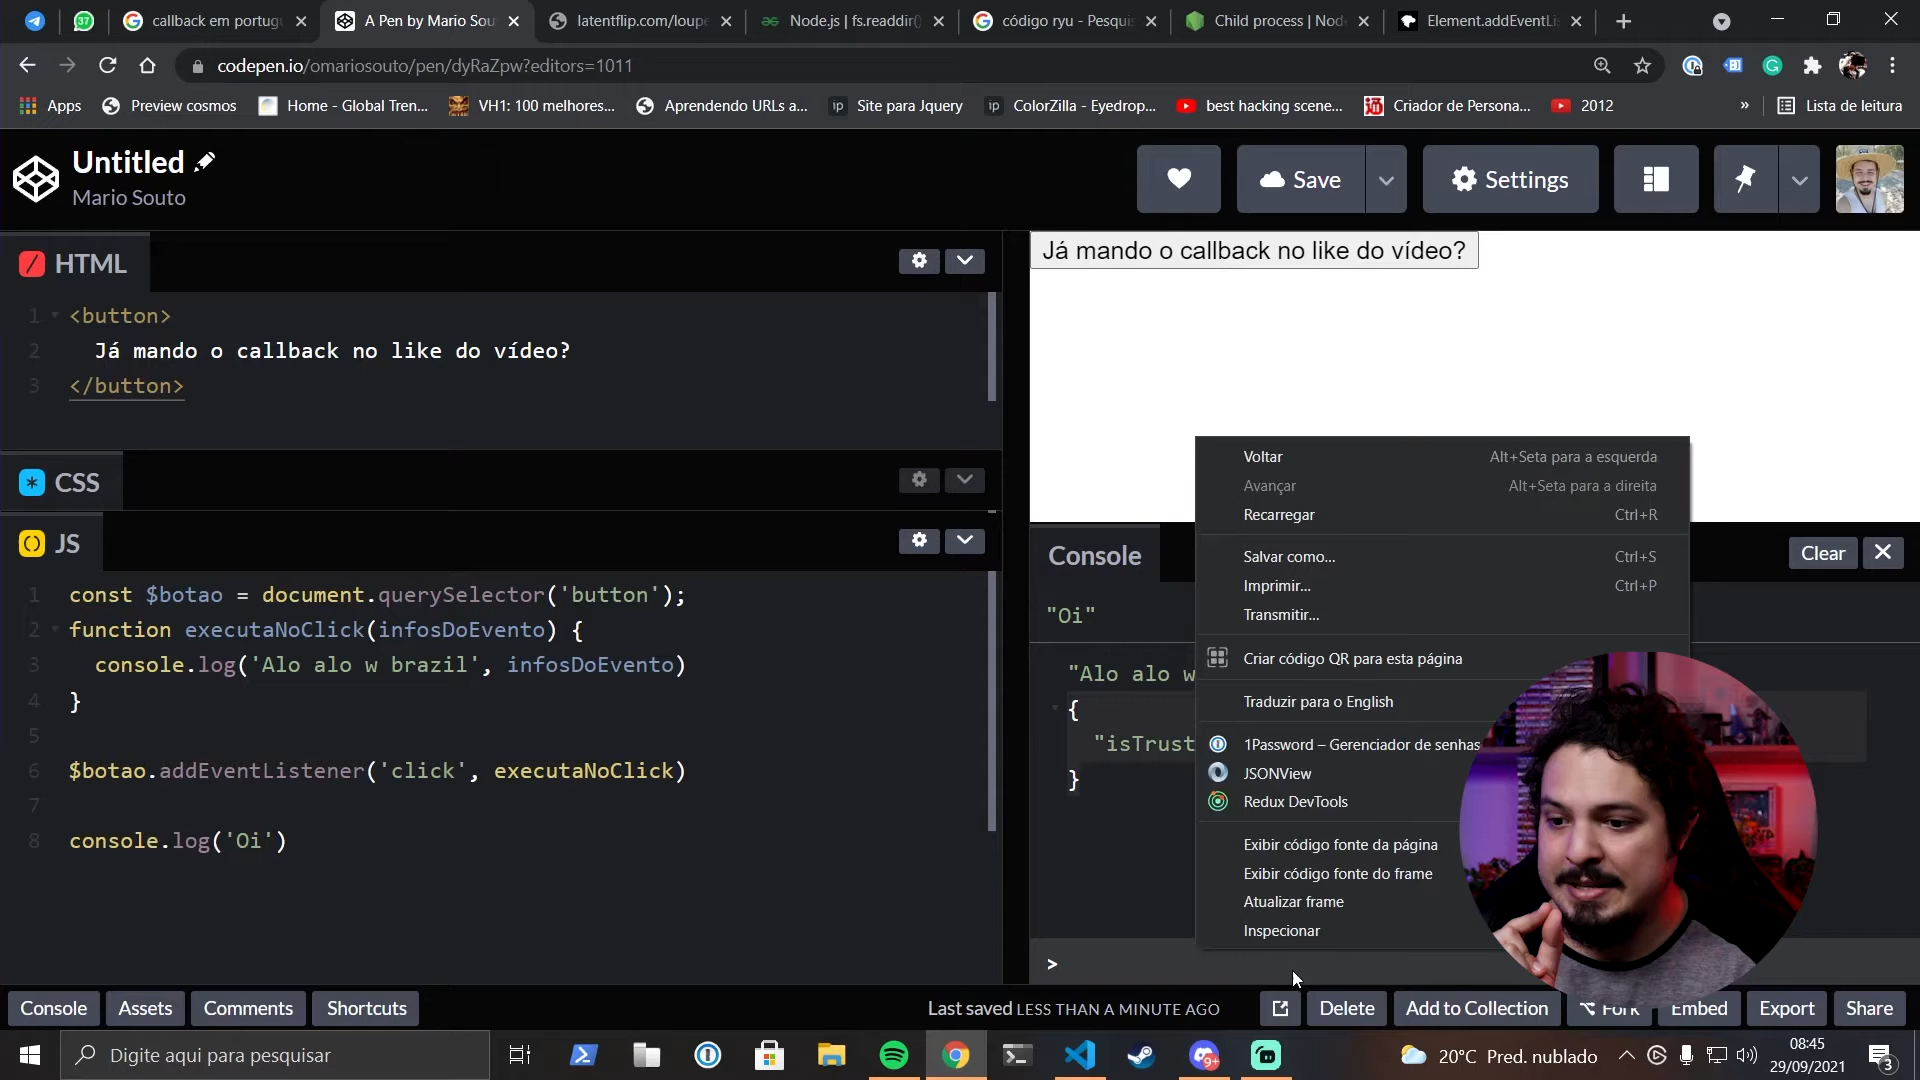 callback em portugu
A Pen by Mario Sou
latentflip.com/loupe
Node.js | fs.readdir()
código ryu - Pesquis
Child process | Nod
Element.addEventLis
codepen.io/omariosouto/pen/dyRaZpw?editors=1011
Apps
Preview cosmos
Home - Global Tren...
VH1: 100 melhores...
Aprendendo URLs a...
Site para Jquery
ColorZilla - Eyedrop...
best hacking scene...
Criador de Persona...
2012
»
Lista de leitura
Untitled
Mario Souto
Save
Settings
HTML
1 <button>
2 Já mando o callback no like do vídeo?
3 </button>
CSS
JS
1 const $botao = document.querySelector('button');
2 function executaNoClick(infosDoEvento) {
3 console.log('Alo alo w brazil', infosDoEvento)
4 }
5
6 $botao.addEventListener('click', executaNoClick)
7
8 console.log('Oi')
Já mando o callback no like do vídeo?
Console
Clear
"Oi"
"Alo alo w
{
"isTrust
}
>
Voltar Alt+Seta para a esquerda
Avançar Alt+Seta para a direita
Recarregar Ctrl+R
Salvar como... Ctrl+S
Imprimir... Ctrl+P
Transmitir...
Criar código QR para esta página
Traduzir para o English
1Password – Gerenciador de senhas
JSONView
Redux DevTools
Exibir código fonte da página
Exibir código fonte do frame
Atualizar frame
Inspecionar
Console
Assets
Comments
Shortcuts
Last saved LESS THAN A MINUTE AGO
Delete
Add to Collection
Fork
Embed
Export
Share
Digite aqui para pesquisar
9+
20°C Pred. nublado
08:45
29/09/2021
3